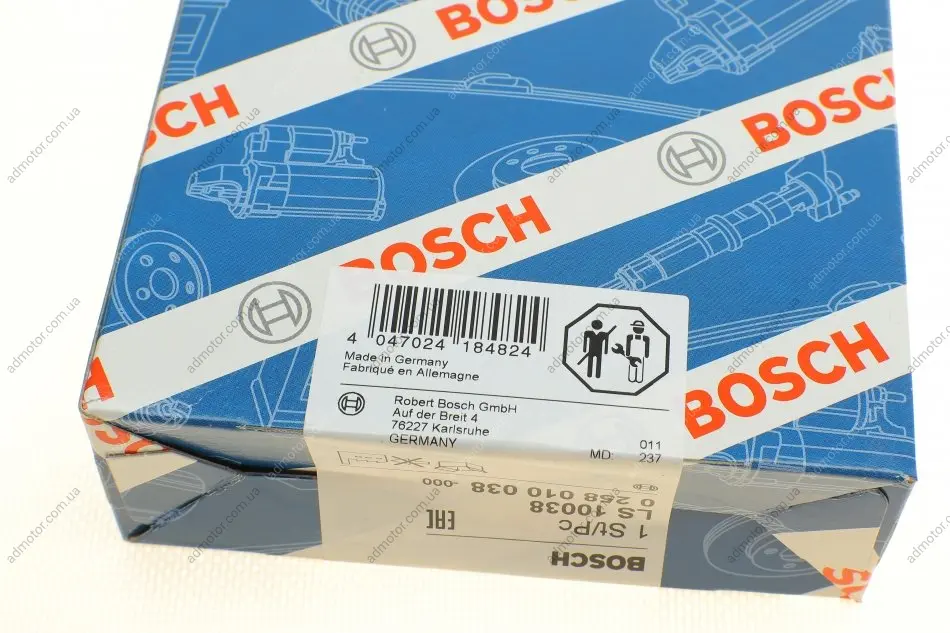 BOSCH
BOSCH
BOSCH
BOSCH
BOSCH
H
4 047024 184824
Made in Germany
Fabriqué en Allemagne
Robert Bosch GmbH
Auf der Breit 4
76227 Karlsruhe
GERMANY
011
MD: 237
0 258 010 038 -000
LS 10038
1 St/Pc
EAC
BOSCH
admotor.com.ua